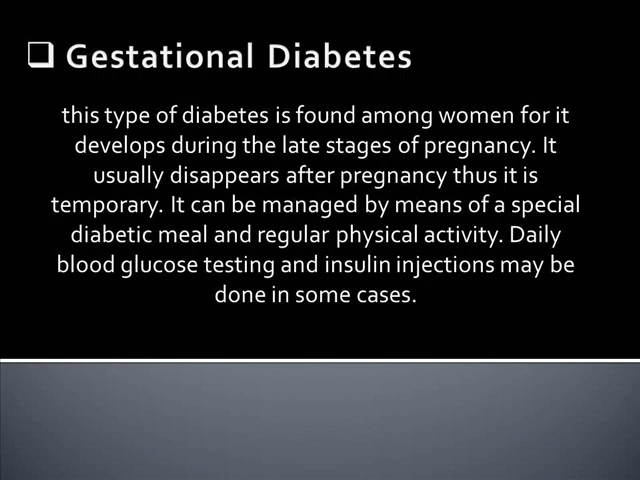 ❑ Gestational Diabetes
this type of diabetes is found among women for it
develops during the late stages of pregnancy. It
usually disappears after pregnancy thus it is
temporary. It can be managed by means of a special
diabetic meal and regular physical activity. Daily
blood glucose testing and insulin injections may be
done in some cases.